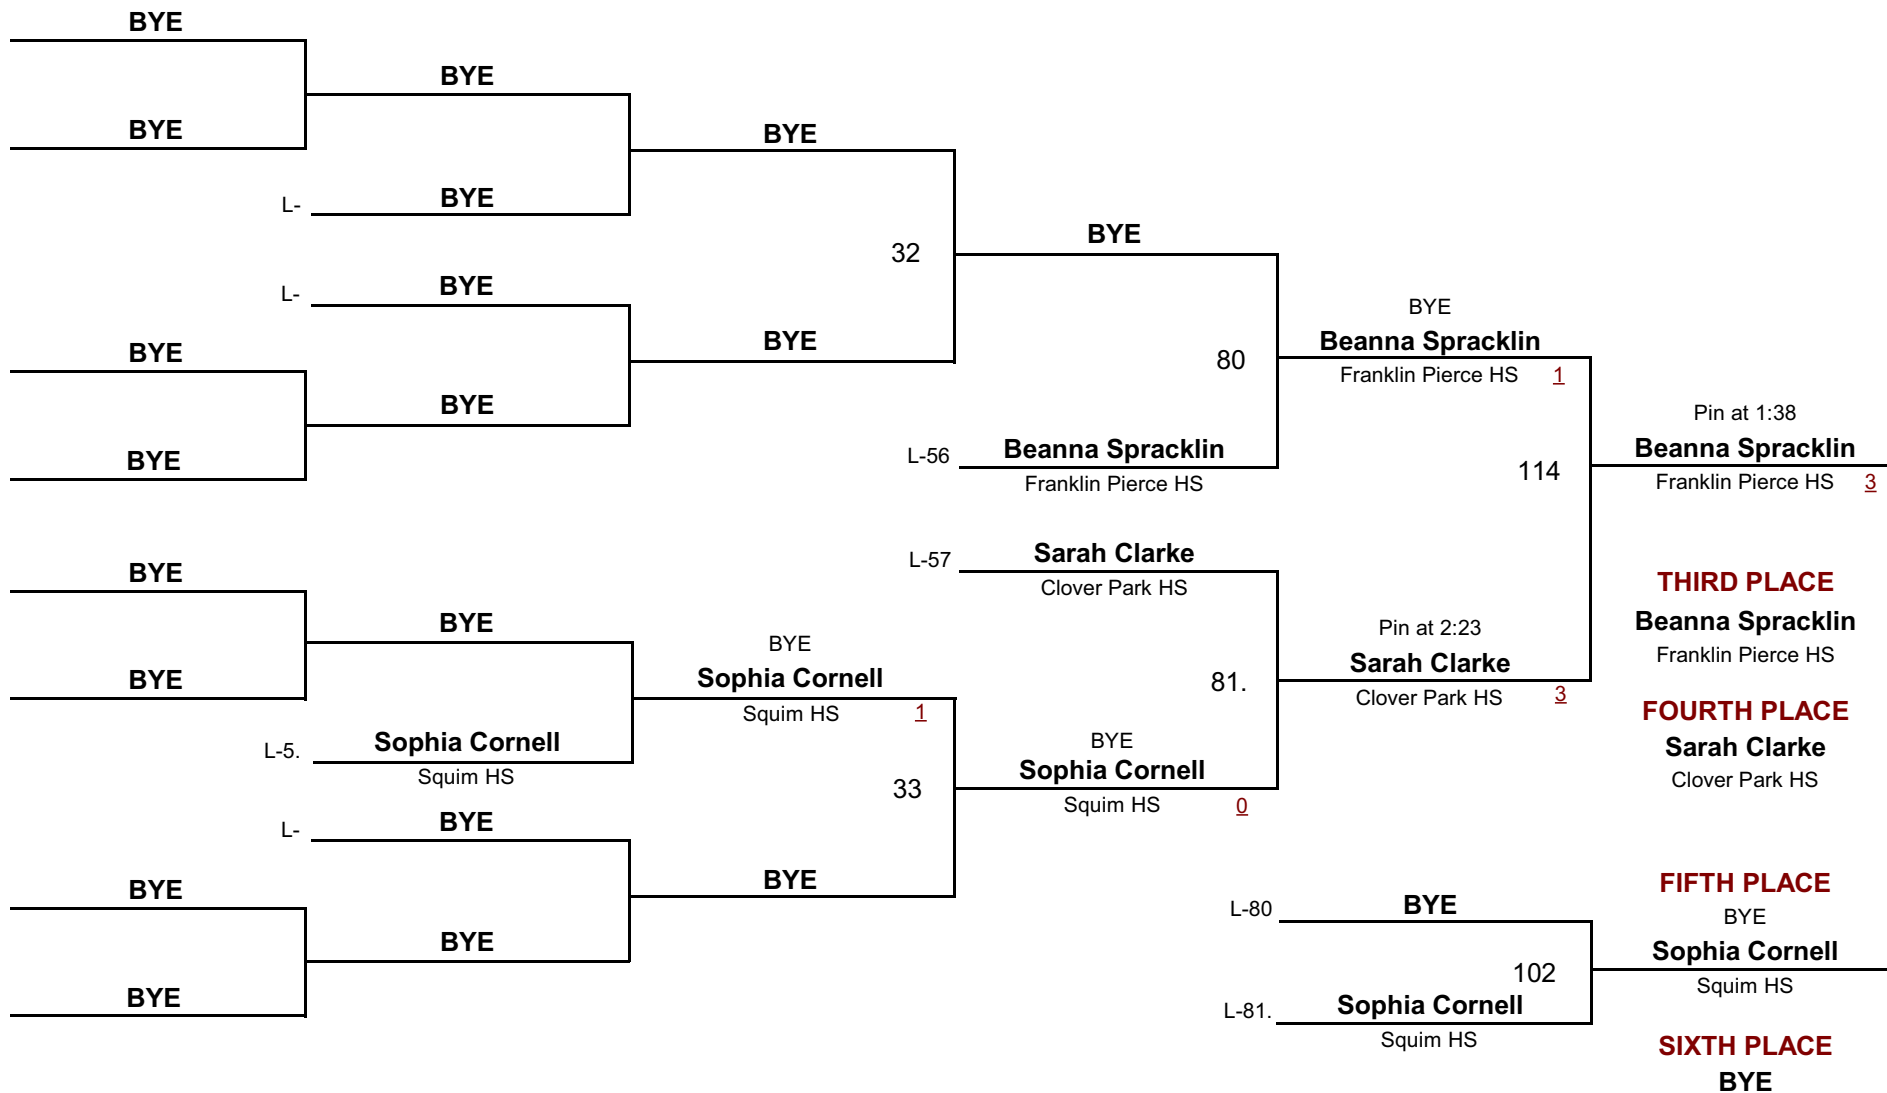 BYE
BYE
BYE
BYE
L- BYE
32
BYE
L- BYE
BYE
BYE
Beanna Spracklin
Franklin Pierce HS 1
BYE
80
BYE
BYE
Pin at 1:38
Beanna Spracklin
Franklin Pierce HS 3
L-56 Beanna Spracklin
Franklin Pierce HS
114
BYE
L-57 Sarah Clarke
Clover Park HS
BYE
THIRD PLACE
Beanna Spracklin
Franklin Pierce HS
BYE
BYE
Sophia Cornell
Squim HS 1
Pin at 2:23
Sarah Clarke
Clover Park HS 3
81.
BYE
FOURTH PLACE
Sarah Clarke
Clover Park HS
L-5. Sophia Cornell
Squim HS
BYE
Sophia Cornell
Squim HS 0
33
L- BYE
BYE
BYE
FIFTH PLACE
BYE
Sophia Cornell
Squim HS
L-80 BYE
BYE
102
BYE
L-81. Sophia Cornell
Squim HS
SIXTH PLACE
BYE